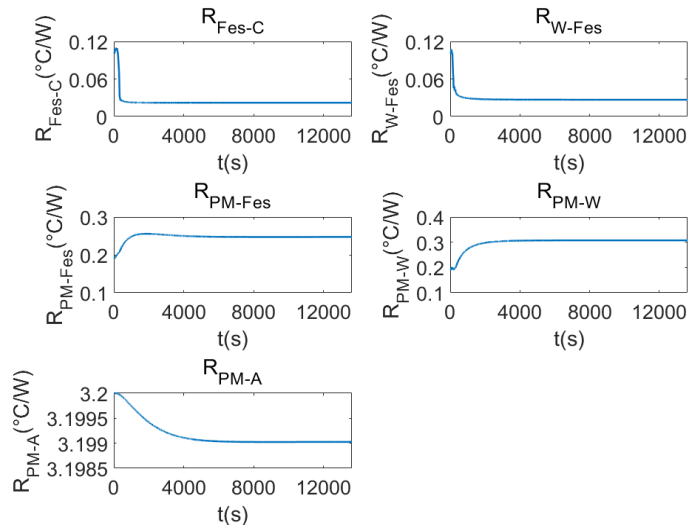 R_Fes-C
R_Fes-C(°C/W)
0.12
0.06
0
0 4000 8000 12000
t(s)
R_W-Fes
R_W-Fes(°C/W)
0.12
0.06
0
0 4000 8000 12000
t(s)
R_PM-Fes
R_PM-Fes(°C/W)
0.3
0.2
0.1
0 4000 8000 12000
t(s)
R_PM-W
R_PM-W(°C/W)
0.4
0.3
0.2
0.1
0 4000 8000 12000
t(s)
R_PM-A
R_PM-A(°C/W)
3.2
3.1995
3.199
3.1985
0 4000 8000 12000
t(s)